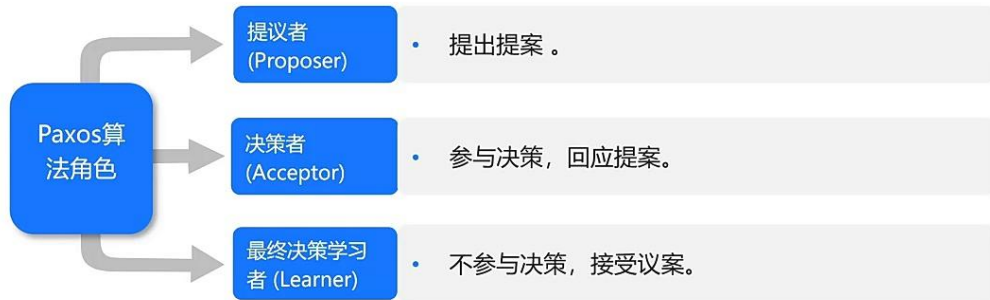 提议者
(Proposer)
• 提出提案 。
Paxos算
法角色
决策者
(Acceptor)
• 参与决策，回应提案。
最终决策学习
者 (Learner)
• 不参与决策，接受议案。